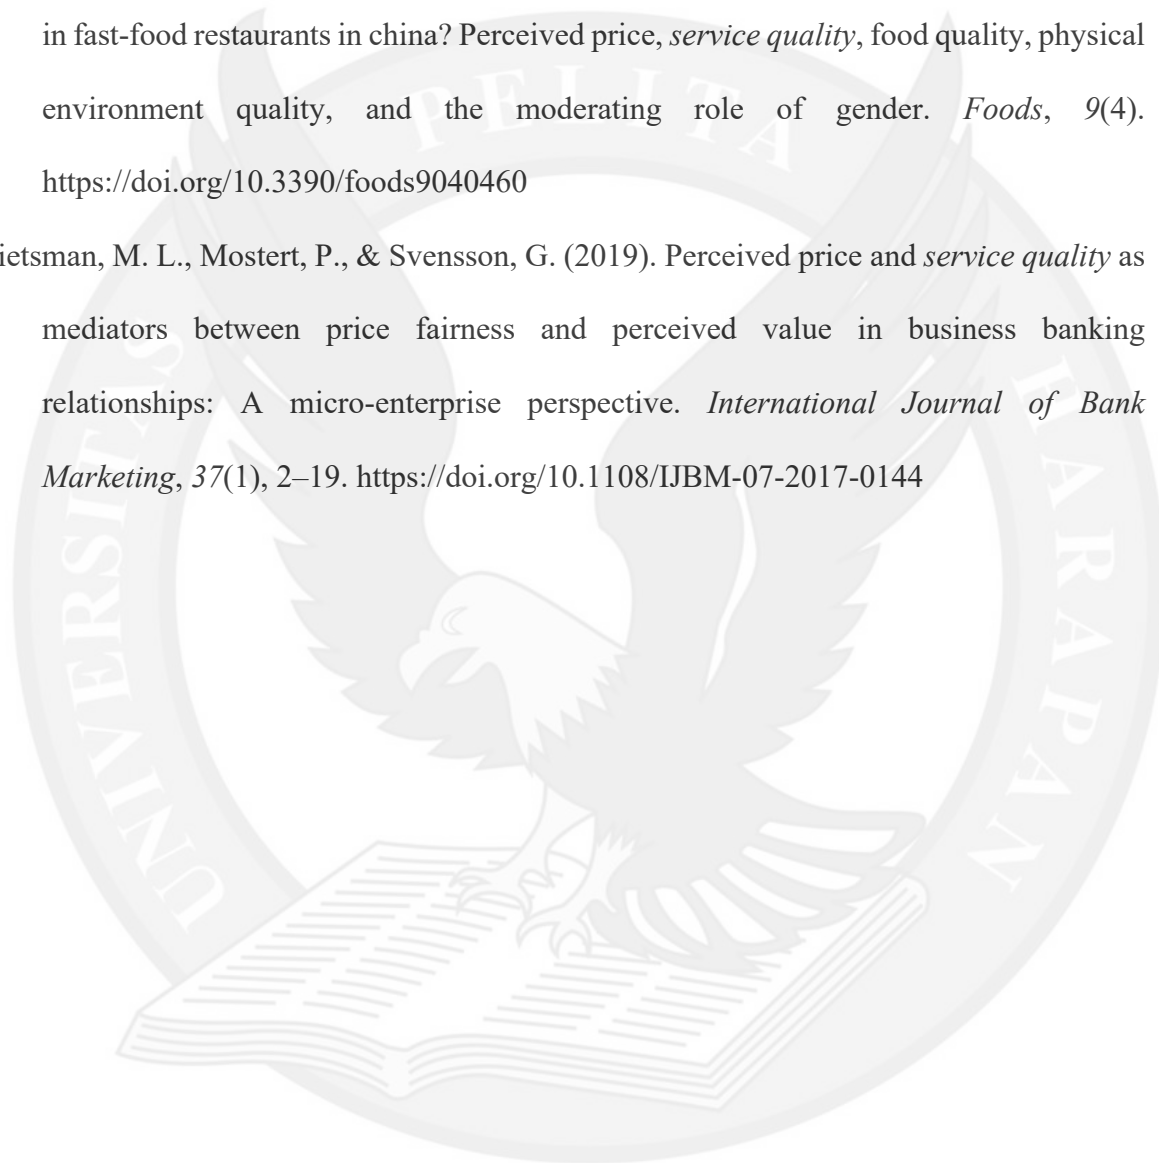 in fast-food restaurants in china? Perceived price, service quality, food quality, physical
environment quality, and the moderating role of gender. Foods, 9(4).
https://doi.org/10.3390/foods9040460
ietsman, M. L., Mostert, P., & Svensson, G. (2019). Perceived price and service quality as
mediators between price fairness and perceived value in business banking
relationships: A micro-enterprise perspective. International Journal of Bank
Marketing, 37(1), 2–19. https://doi.org/10.1108/IJBM-07-2017-0144
UNIVERSITAS PELITA HARAPAN